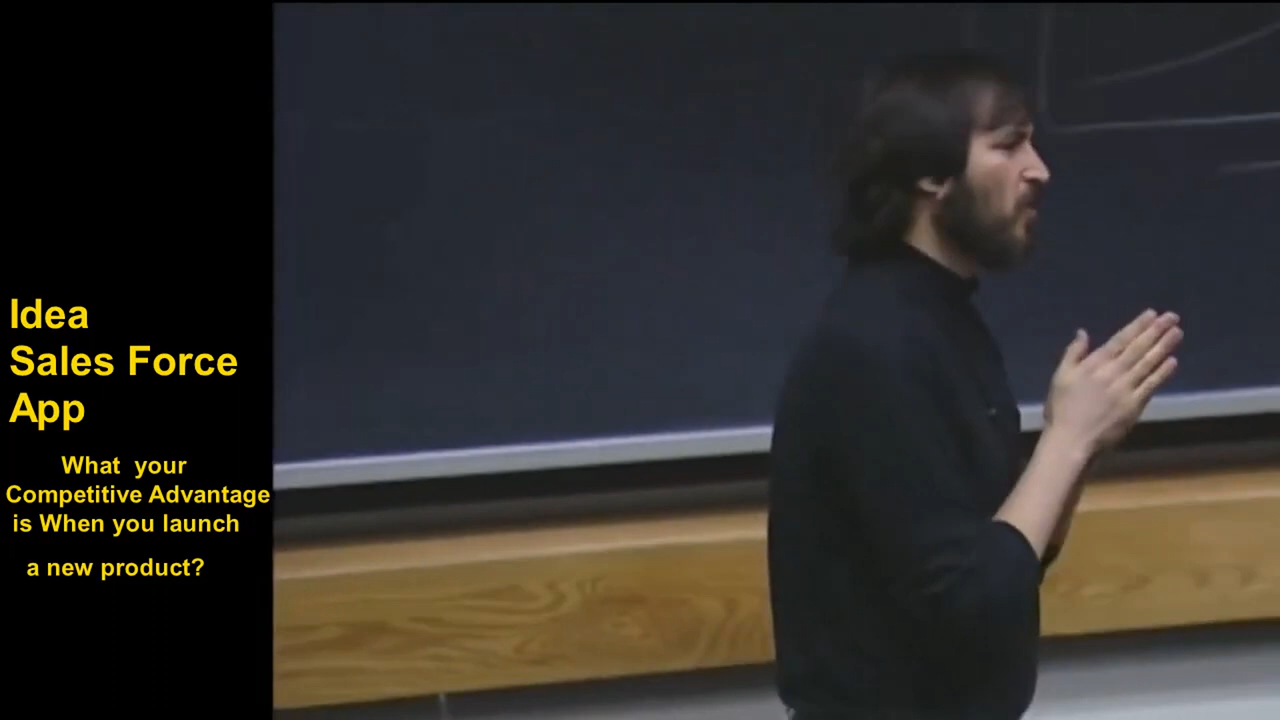 Idea
Sales Force
App
What your
Competitive Advantage
is When you launch
a new product?